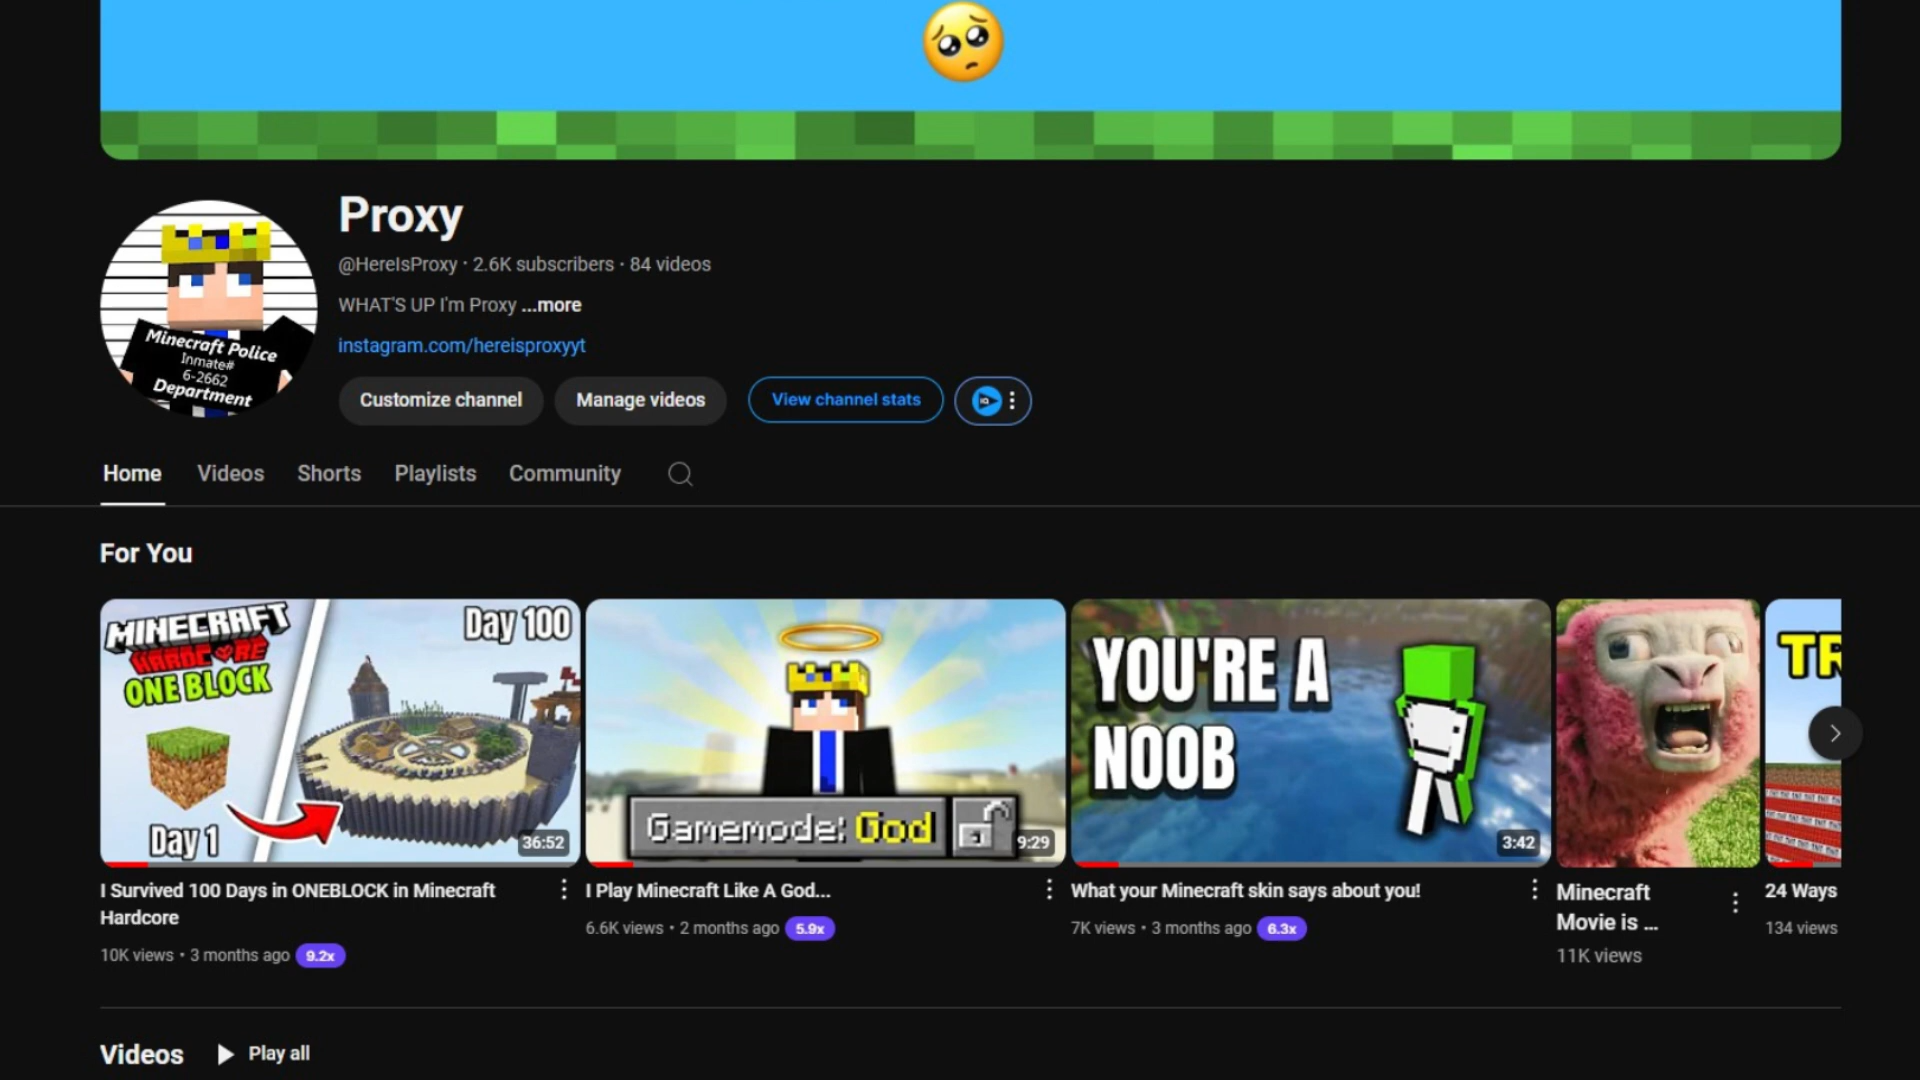 Proxy
@HereIsProxy · 2.6K subscribers · 84 videos
WHAT'S UP I'm Proxy ...more
instagram.com/hereisproxyyt
Minecraft Police
Inmate#
6-2662
Department
Customize channel
Manage videos
View channel stats
IQ
Home
Videos
Shorts
Playlists
Community
For You
MINECRAFT
HARDCORE
ONE BLOCK
Day 100
Day 1
36:52
Gamemode: God
9:29
YOU'RE A
NOOB
3:42
TR
I Survived 100 Days in ONEBLOCK in Minecraft
Hardcore
10K views • 3 months ago 9.2x
I Play Minecraft Like A God...
6.6K views • 2 months ago 5.9x
What your Minecraft skin says about you!
7K views • 3 months ago 6.3x
Minecraft
Movie is ...
11K views
24 Ways
134 views
Videos
Play all